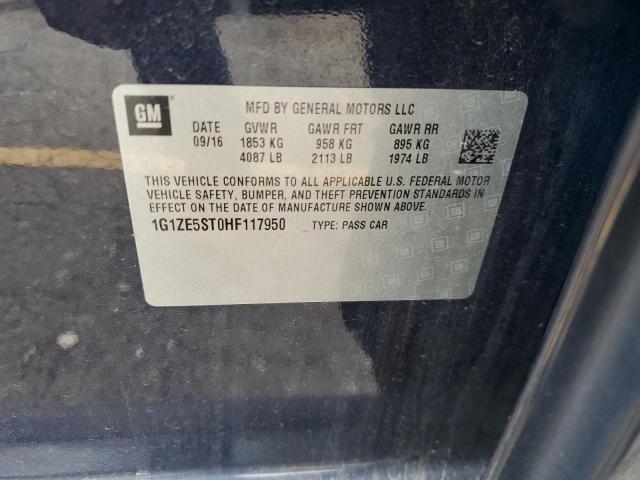 GM
MFD BY GENERAL MOTORS LLC
DATE GVWR GAWR FRT GAWR RR
09/16 1853 KG 958 KG 895 KG
4087 LB 2113 LB 1974 LB
THIS VEHICLE CONFORMS TO ALL APPLICABLE U.S. FEDERAL MOTOR
VEHICLE SAFETY, BUMPER, AND THEFT PREVENTION STANDARDS IN
EFFECT ON THE DATE OF MANUFACTURE SHOWN ABOVE.
1G1ZE5ST0HF117950 TYPE: PASS CAR